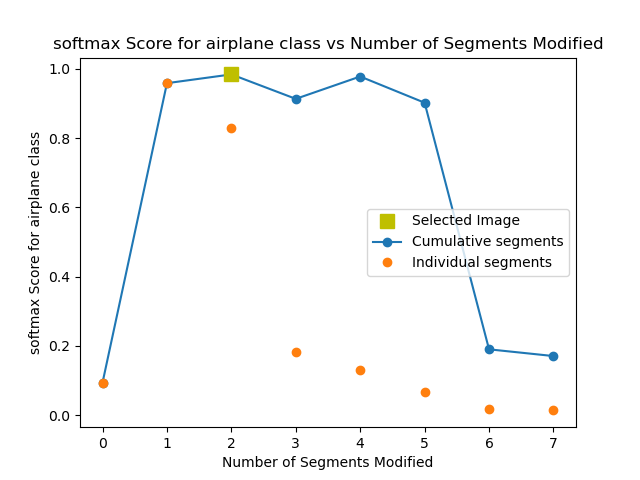 softmax Score for airplane class vs Number of Segments Modified
softmax Score for airplane class
1.0
0.8
0.6
0.4
0.2
0.0
Selected Image
Cumulative segments
Individual segments
0 1 2 3 4 5 6 7
Number of Segments Modified